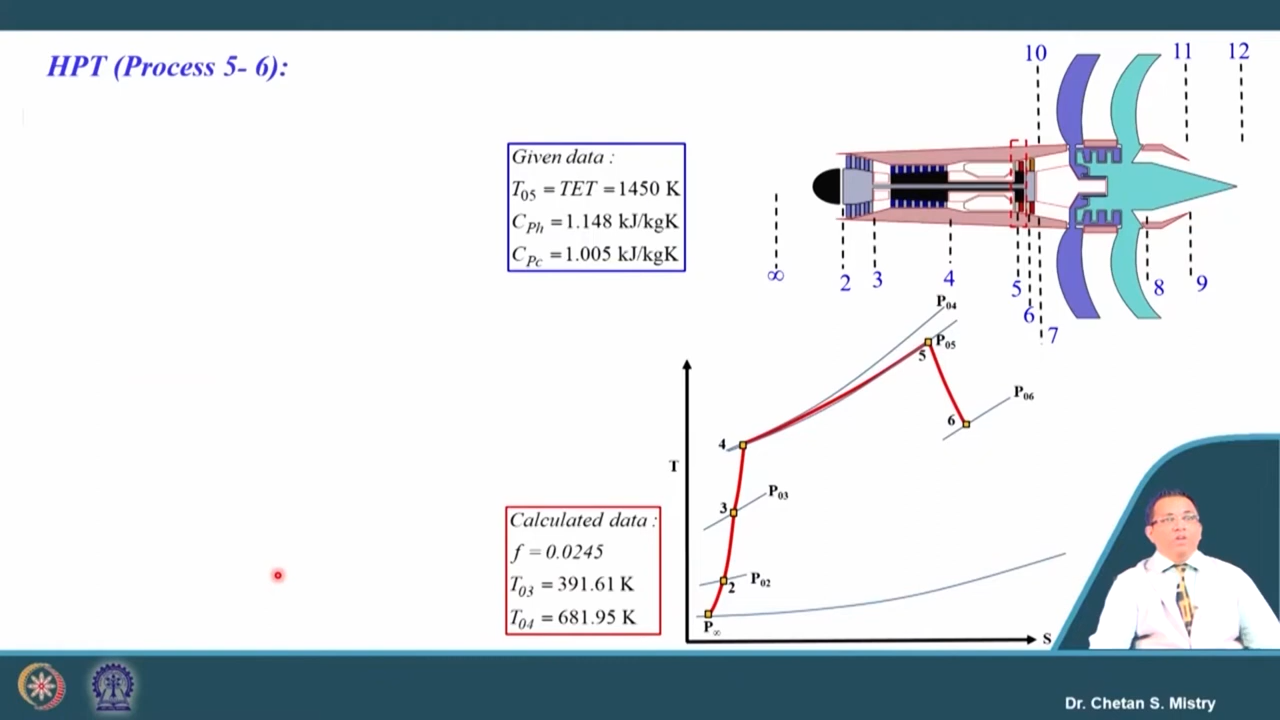 HPT (Process 5- 6):
Given data :
T05 = TET = 1450 K
CPh = 1.148 kJ/kgK
CPc = 1.005 kJ/kgK
10
11
12
∞
2
3
4
5
6
7
8
9
P04
P05
5
P06
6
4
T
P03
3
P02
2
P∞
S
Calculated data :
f = 0.0245
T03 = 391.61 K
T04 = 681.95 K
Dr. Chetan S. Mistry